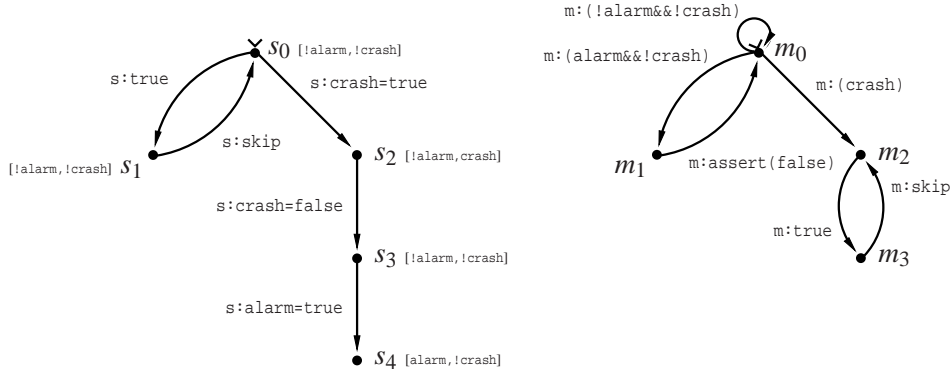 m:(!alarm&&!crash)
s0 [!alarm,!crash]
m0
s:true
s:crash=true
m:(alarm&&!crash)
m:(crash)
s:skip
[!alarm,!crash] s1
s2 [!alarm,crash]
m1
m:assert(false)
m2
m:skip
s:crash=false
m:true
s3 [!alarm,!crash]
m3
s:alarm=true
s4 [alarm,!crash]